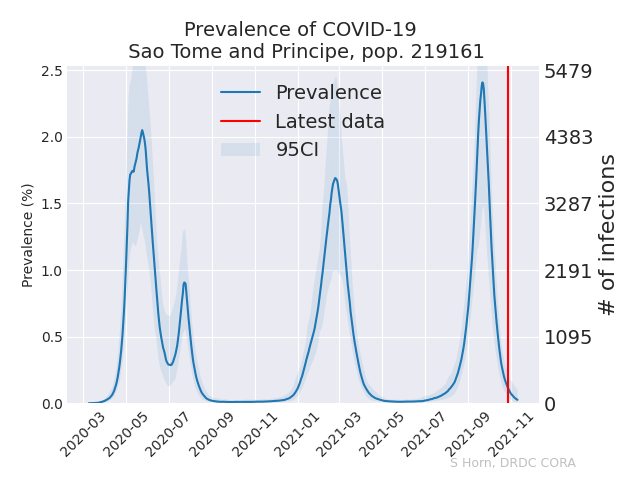 Prevalence of COVID-19
Sao Tome and Principe, pop. 219161
Prevalence
Latest data
95CI
Prevalence (%)
2.5
2.0
1.5
1.0
0.5
0.0
5479
4383
3287
2191
1095
0
# of infections
2020-03
2020-05
2020-07
2020-09
2020-11
2021-01
2021-03
2021-05
2021-07
2021-09
2021-11
S Horn, DRDC CORA